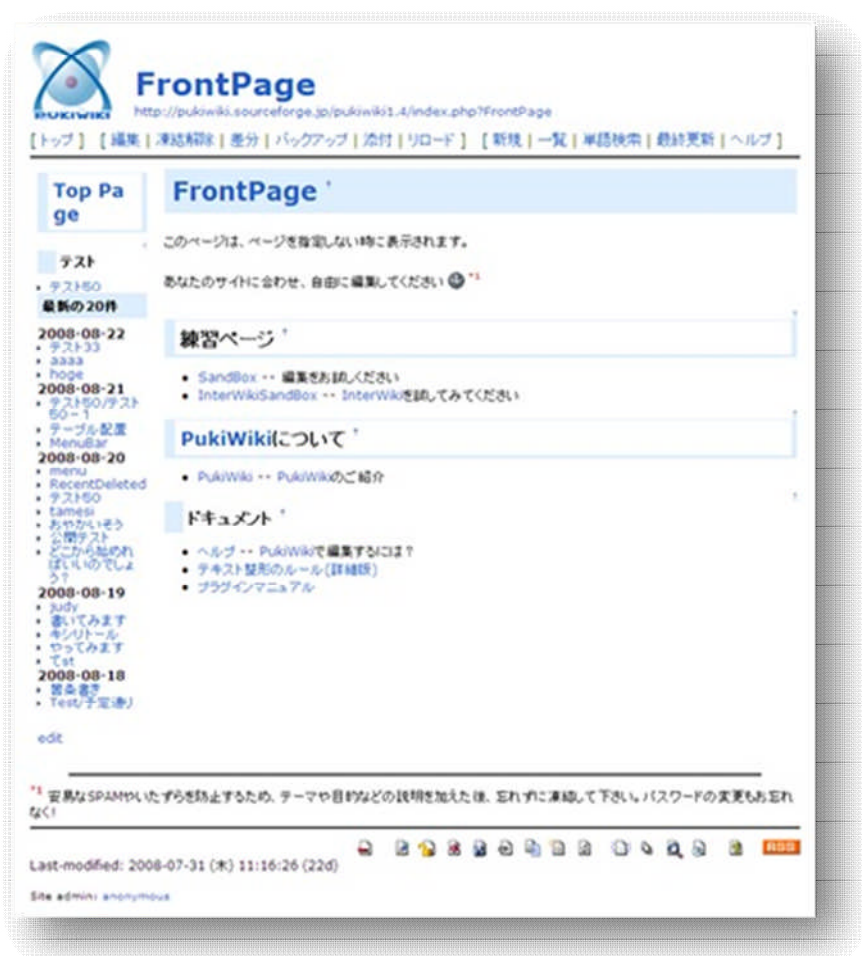 PUKIWIKI
FrontPage
http://pukiwiki.sourceforge.jp/pukiwiki1.4/index.php?FrontPage
[ トップ ] [ 編集 | 凍結解除 | 差分 | バックアップ | 添付 | リロード ] [ 新規 | 一覧 | 単語検索 | 最終更新 | ヘルプ ]
Top Pa
ge
テスト
テスト50
最新の20件
2008-08-22
テスト33
aaaa
hoge
2008-08-21
テスト50/テスト
50-1
テーブル配置
MenuBar
2008-08-20
menu
RecentDeleted
テスト50
tamesi
おやかいそう
公開テスト
どこから始めれ
ばいいのでしょ
う?
2008-08-19
judy
書いてみます
キシリトール
やってみます
てst
2008-08-18
箇条書き
Test/予定通り
edit
FrontPage †
このページは、ページを指定しない時に表示されます。
あなたのサイトに合わせ、自由に編集してください *1
練習ページ †
SandBox -- 編集をお試しください
InterWikiSandBox -- InterWikiを試してみてください
PukiWikiについて †
PukiWiki -- PukiWikiのご紹介
ドキュメント †
ヘルプ -- PukiWikiで編集するには?
テキスト整形のルール(詳細版)
プラグインマニュアル
*1 安易なSPAMやいたずらを防止するため、テーマや目的などの説明を加えた後、忘れずに凍結して下さい。パスワードの変更もお忘れ
なく!
RSS
Last-modified: 2008-07-31 (木) 11:16:26 (22d)
Site admin: anonymous